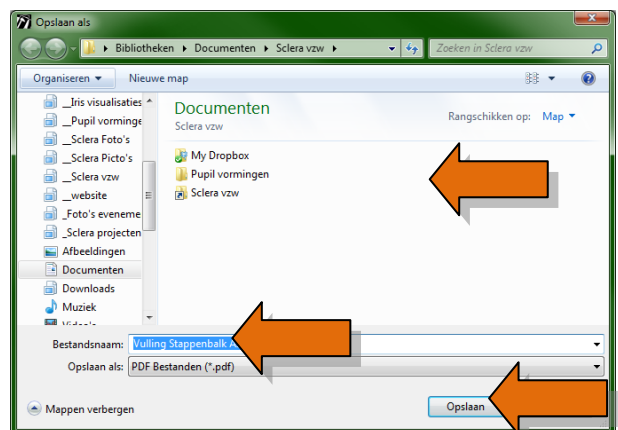 Opslaan als
Bibliotheken Documenten Sclera vzw
Zoeken in Sclera vzw
Organiseren Nieuwe map
__Iris visualisaties
__Pupil vorminge
__Sclera Foto's
__Sclera Picto's
__Sclera vzw
__website
_Foto's eveneme
_Sclera projecten
Afbeeldingen
Documenten
Downloads
Muziek
Documenten
Sclera vzw
Rangschikken op: Map
My Dropbox
Pupil vormingen
Sclera vzw
Bestandsnaam: Vulling Stappenbalk
Opslaan als: PDF Bestanden (*.pdf)
Mappen verbergen
Opslaan